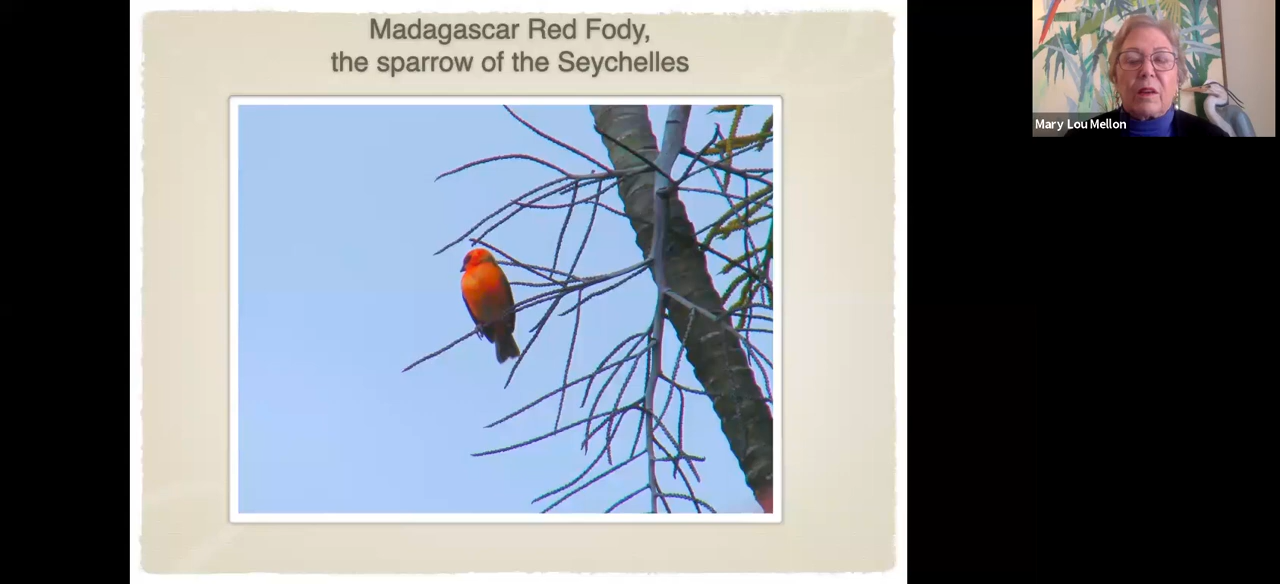 Madagascar Red Fody,
the sparrow of the Seychelles
Mary Lou Mellon